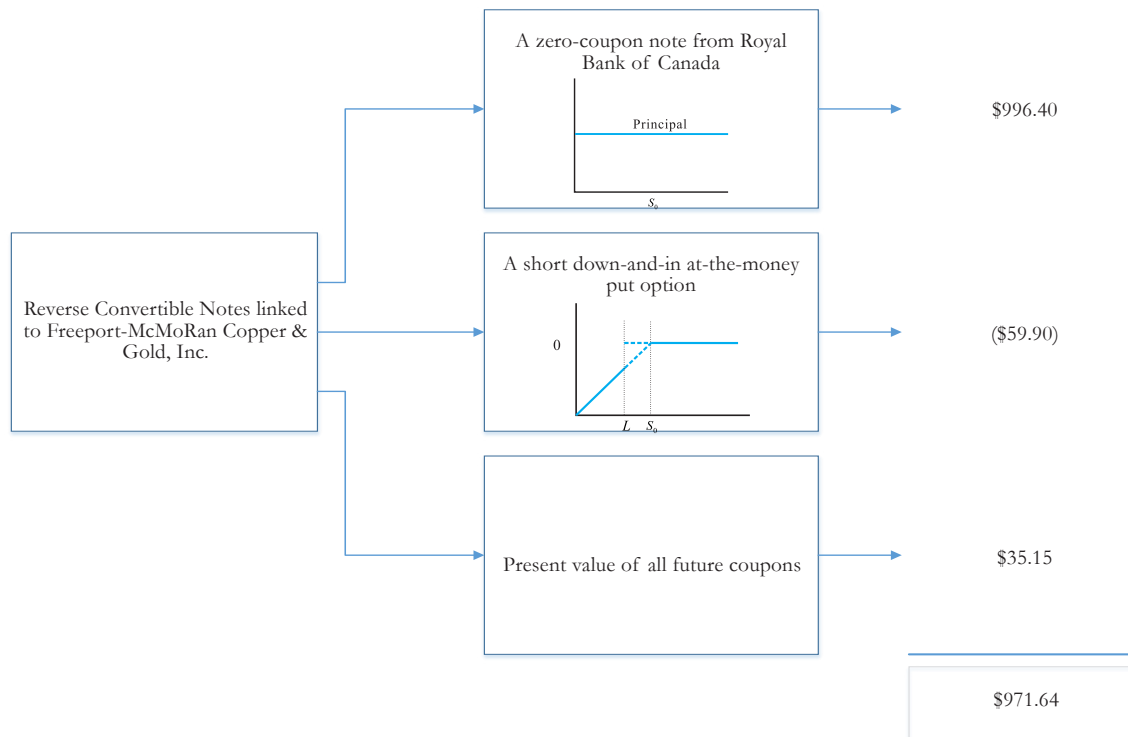 A zero-coupon note from Royal
Bank of Canada
Principal
S₀
$996.40
Reverse Convertible Notes linked
to Freeport-McMoRan Copper &
Gold, Inc.
A short down-and-in at-the-money
put option
0
L S₀
($59.90)
Present value of all future coupons
$35.15
$971.64